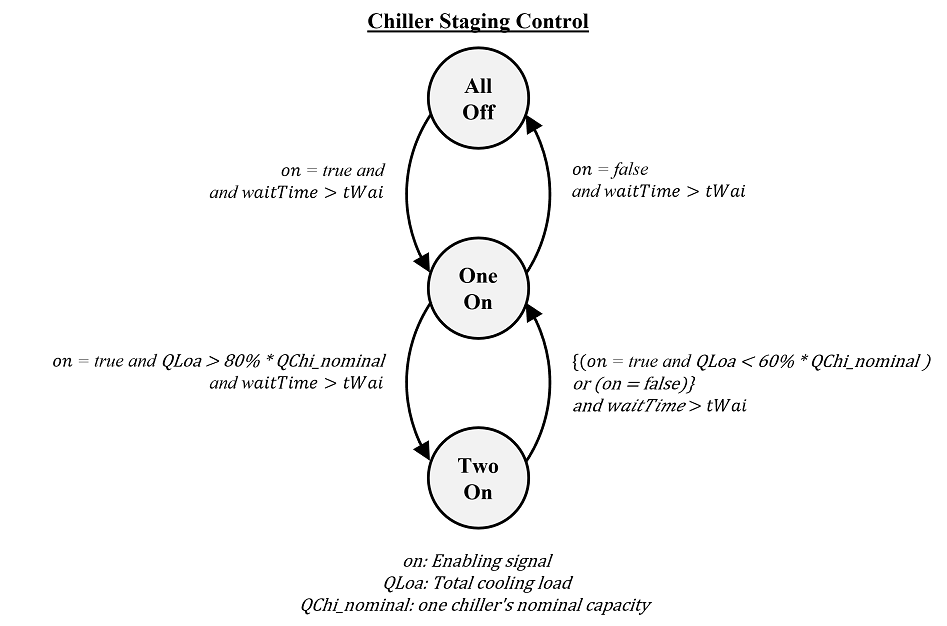 Chiller Staging Control
All
Off
on = true and
and waitTime > tWai
on = false
and waitTime > tWai
One
On
on = true and QLoa > 80% * QChi_nominal
and waitTime > tWai
{(on = true and QLoa < 60% * QChi_nominal )
or (on = false)}
and waitTime > tWai
Two
On
on: Enabling signal
QLoa: Total cooling load
QChi_nominal: one chiller's nominal capacity